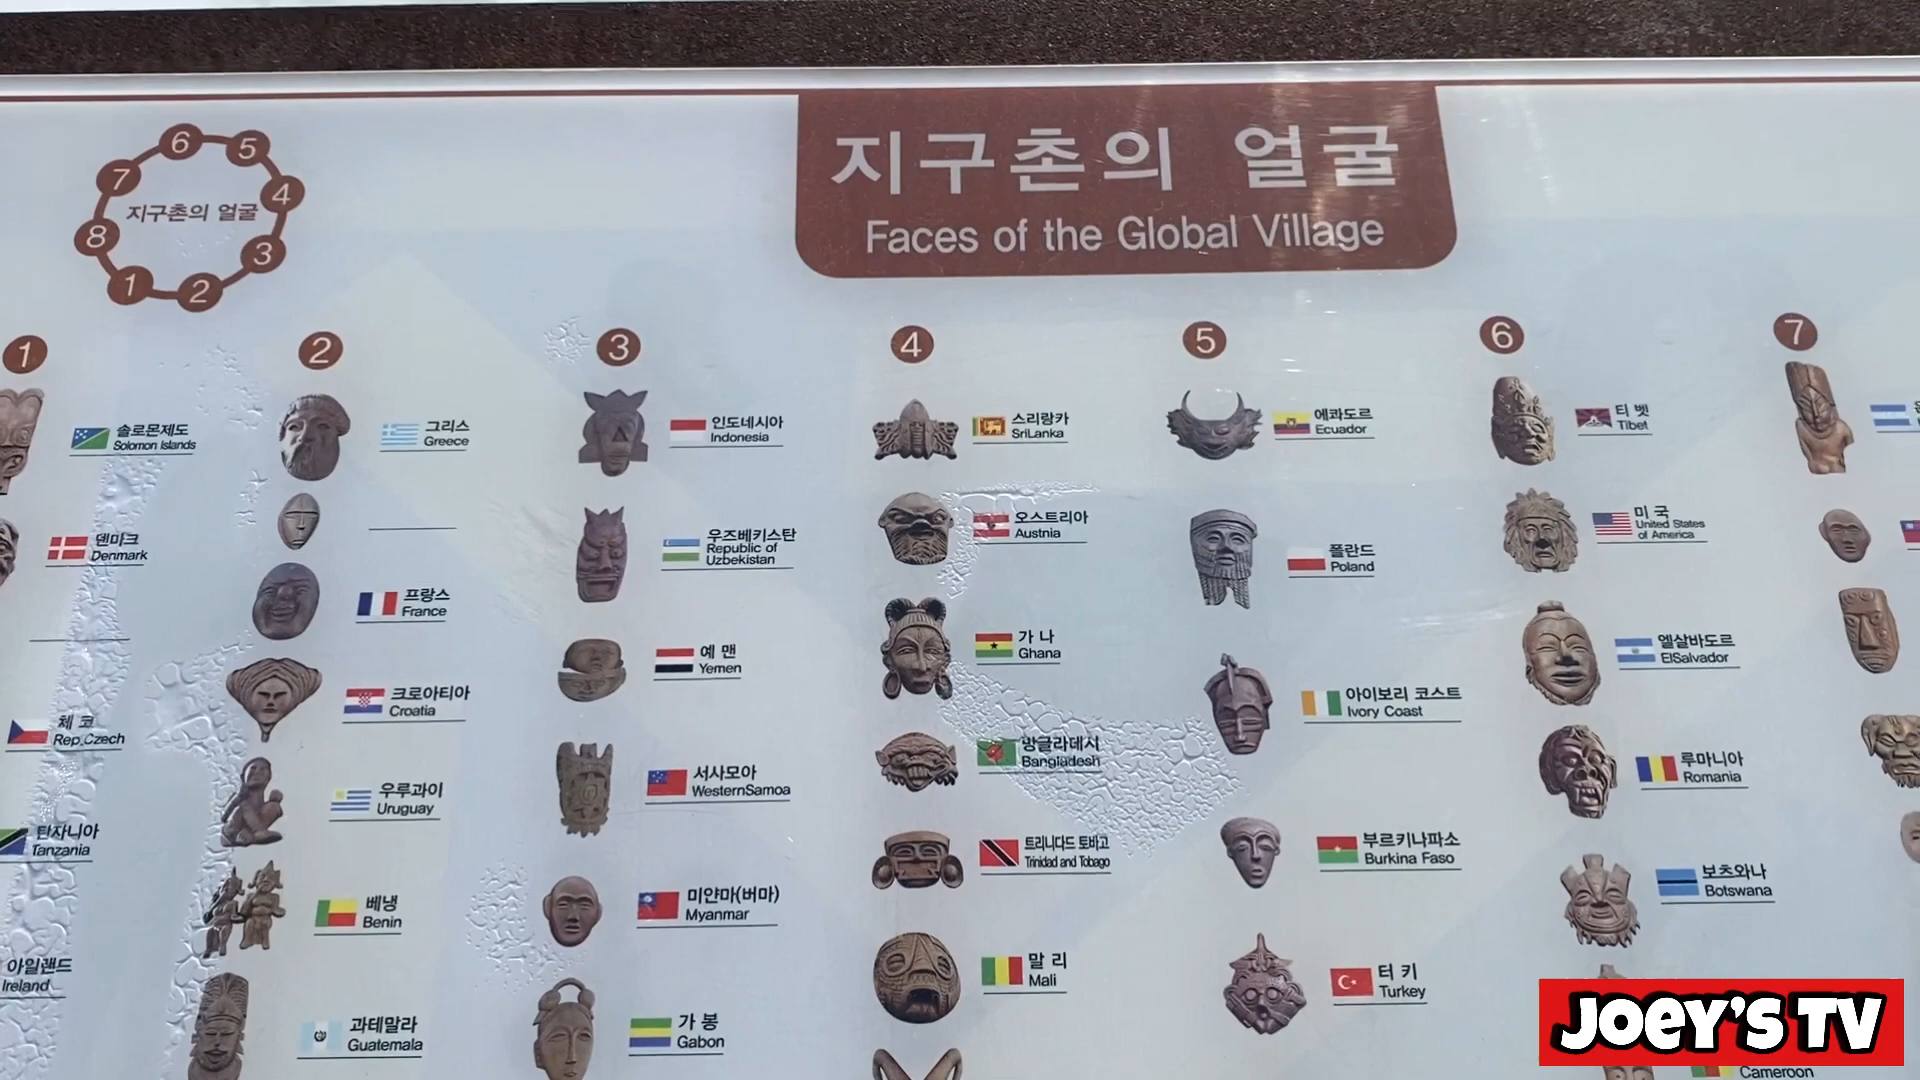 지구촌의 얼굴
Faces of the Global Village
6
5
7
4
지구촌의 얼굴
8
3
1
2
1
솔로몬제도
Solomon Islands
덴마크
Denmark
체 코
Rep.Czech
탄자니아
Tanzania
아일랜드
Ireland
2
그리스
Greece
프랑스
France
크로아티아
Croatia
우루과이
Uruguay
베냉
Benin
과테말라
Guatemala
3
인도네시아
Indonesia
우즈베키스탄
Republic of
Uzbekistan
예 맨
Yemen
서사모아
WesternSamoa
미얀마(버마)
Myanmar
가 봉
Gabon
4
스리랑카
SriLanka
오스트리아
Austnia
가 나
Ghana
방글라데시
Bangladesh
트리니다드 토바고
Trinidad and Tobago
말 리
Mali
5
에콰도르
Ecuador
폴란드
Poland
아이보리 코스트
Ivory Coast
부르키나파소
Burkina Faso
터 키
Turkey
6
티 벳
Tibet
미 국
United States
of America
엘살바도르
ElSalvador
루마니아
Romania
보츠와나
Botswana
Cameroon
7
JOEY'S TV